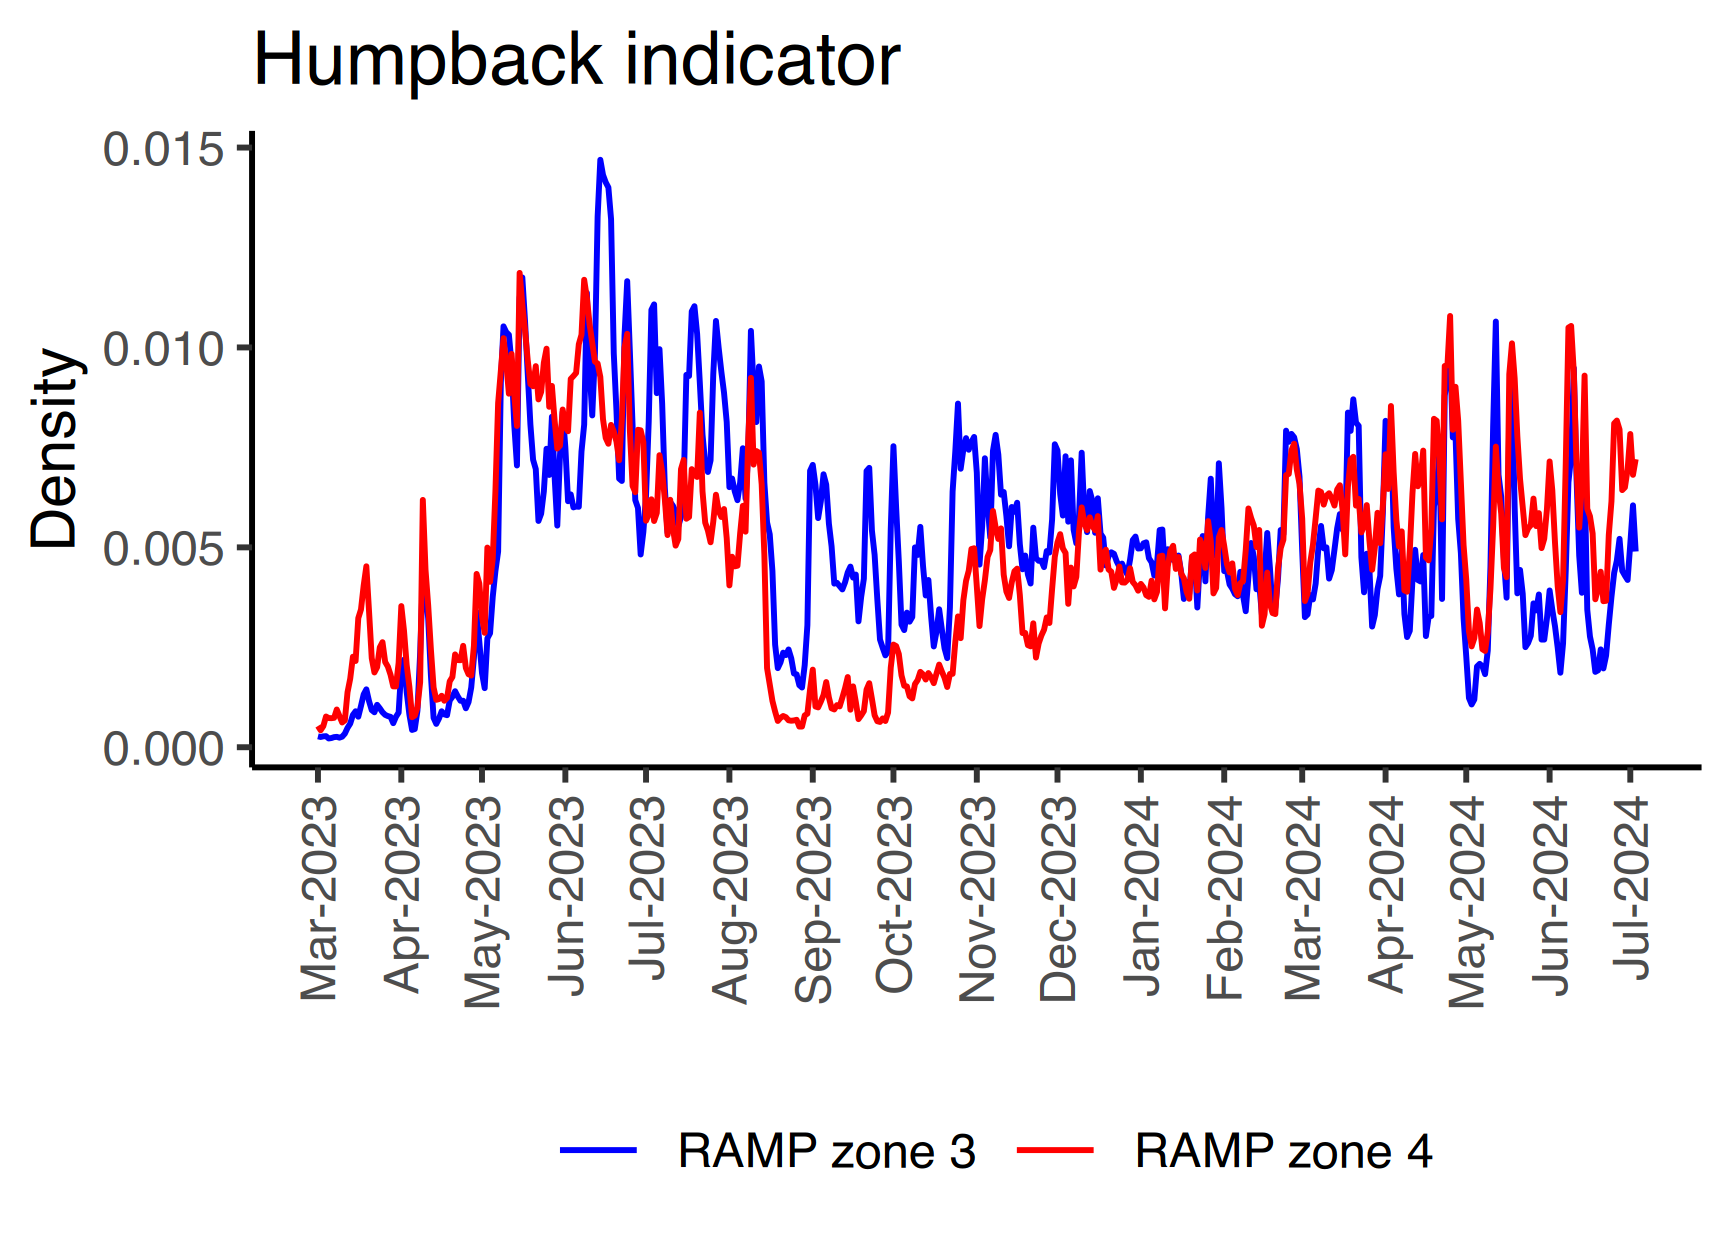 Humpback indicator
Density
0.015
0.010
0.005
0.000
Mar-2023
Apr-2023
May-2023
Jun-2023
Jul-2023
Aug-2023
Sep-2023
Oct-2023
Nov-2023
Dec-2023
Jan-2024
Feb-2024
Mar-2024
Apr-2024
May-2024
Jun-2024
Jul-2024
RAMP zone 3
RAMP zone 4